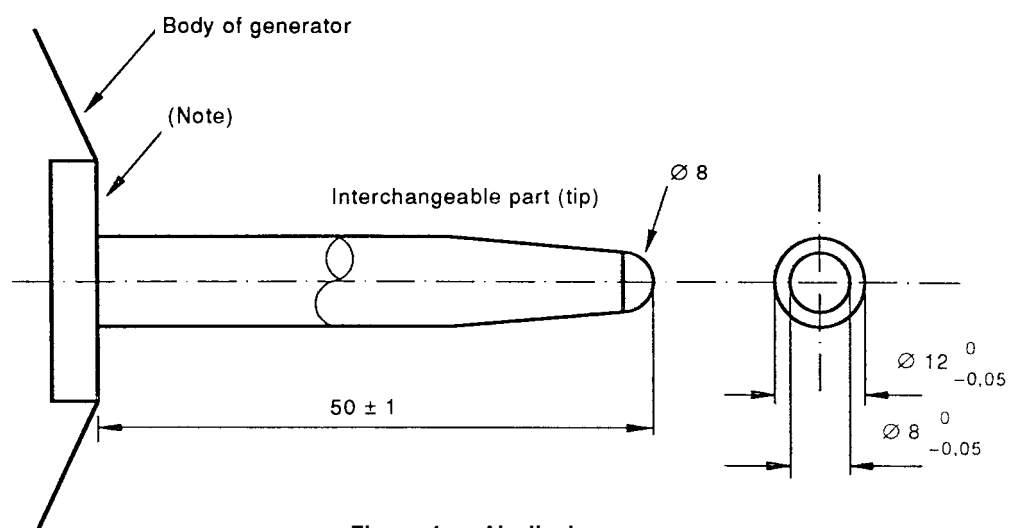 Body of generator
(Note)
Ø 8
Interchangeable part (tip)
Ø 12 0 -0,05
50 ± 1
Ø 8 0 -0,05